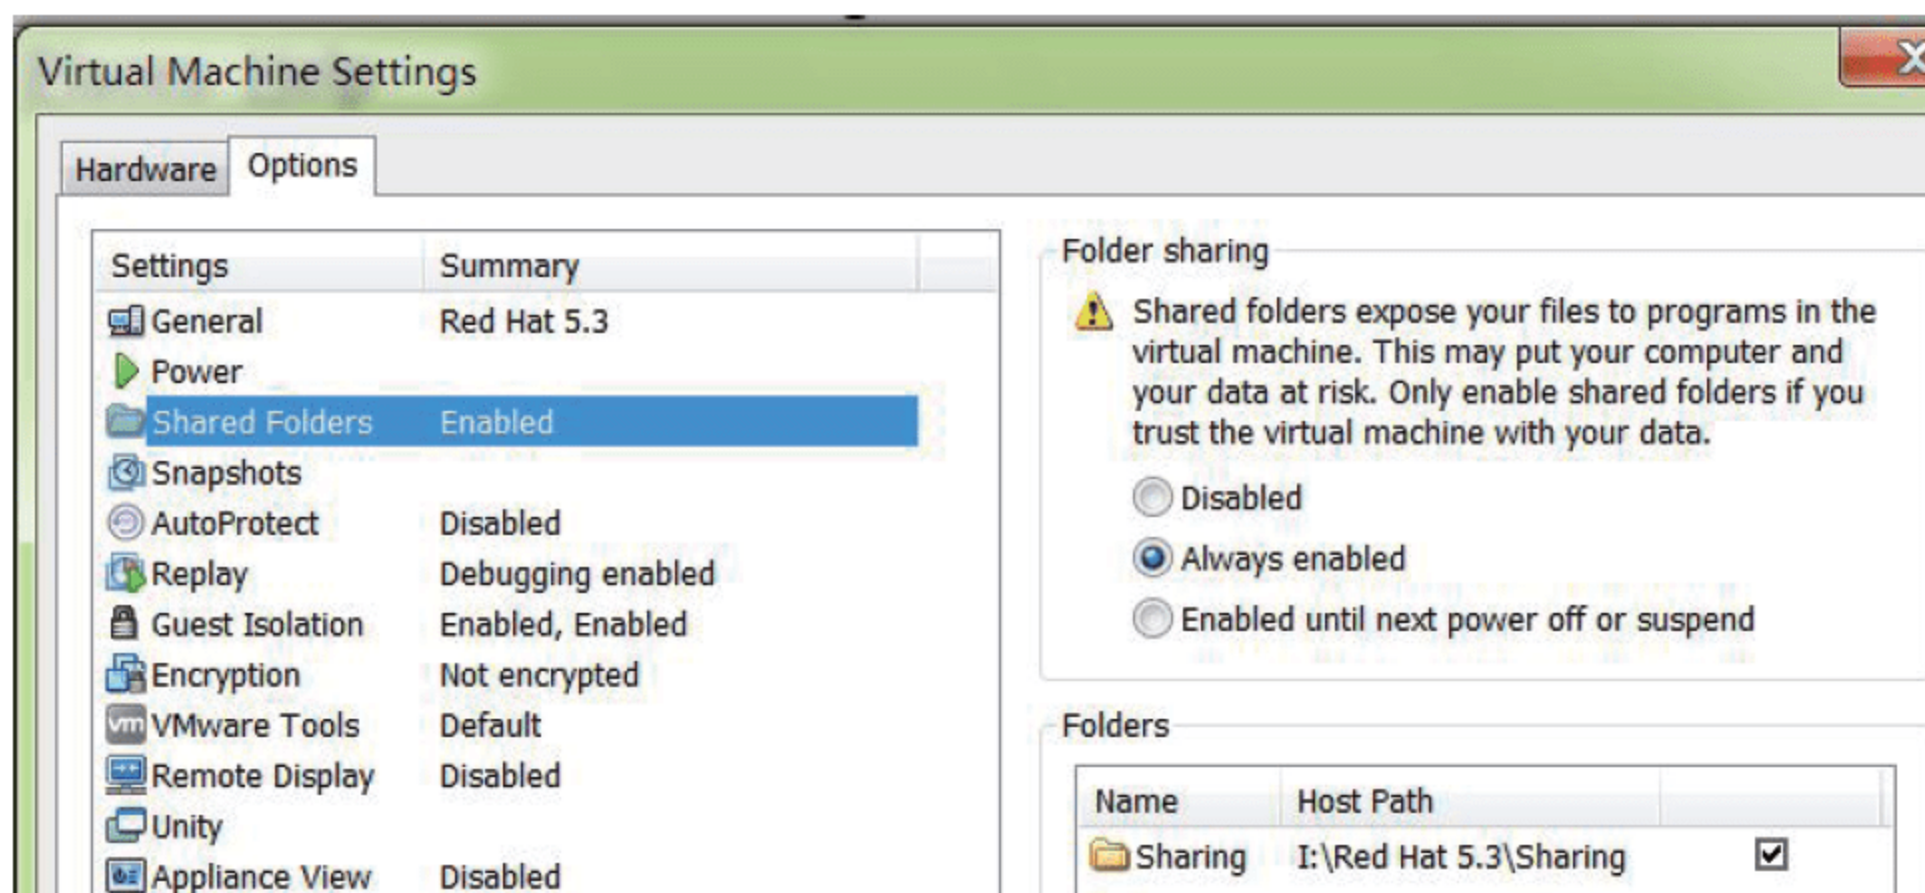 Virtual Machine Settings
Hardware Options
Settings Summary
General Red Hat 5.3
Power
Shared Folders Enabled
Snapshots
AutoProtect Disabled
Replay Debugging enabled
Guest Isolation Enabled, Enabled
Encryption Not encrypted
vm VMware Tools Default
Remote Display Disabled
Unity
Appliance View Disabled
Folder sharing
Shared folders expose your files to programs in the
virtual machine. This may put your computer and
your data at risk. Only enable shared folders if you
trust the virtual machine with your data.
Disabled
Always enabled
Enabled until next power off or suspend
Folders
Name Host Path
Sharing I:\Red Hat 5.3\Sharing